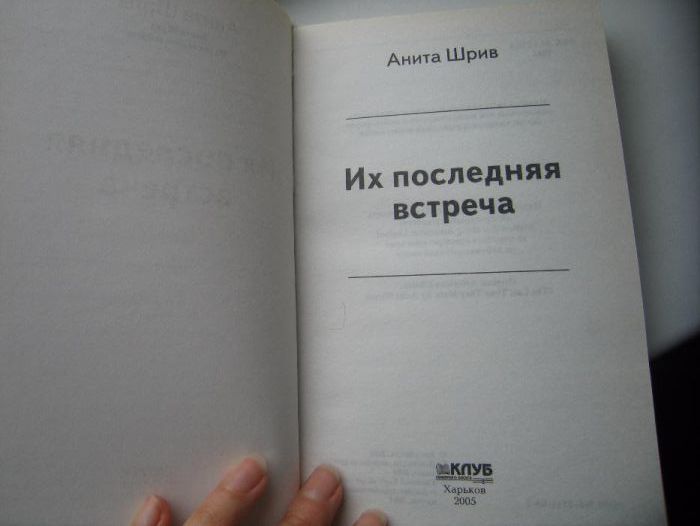 Анита Шрив
Их последняя
встреча
КЛУБ
Харьков
2005